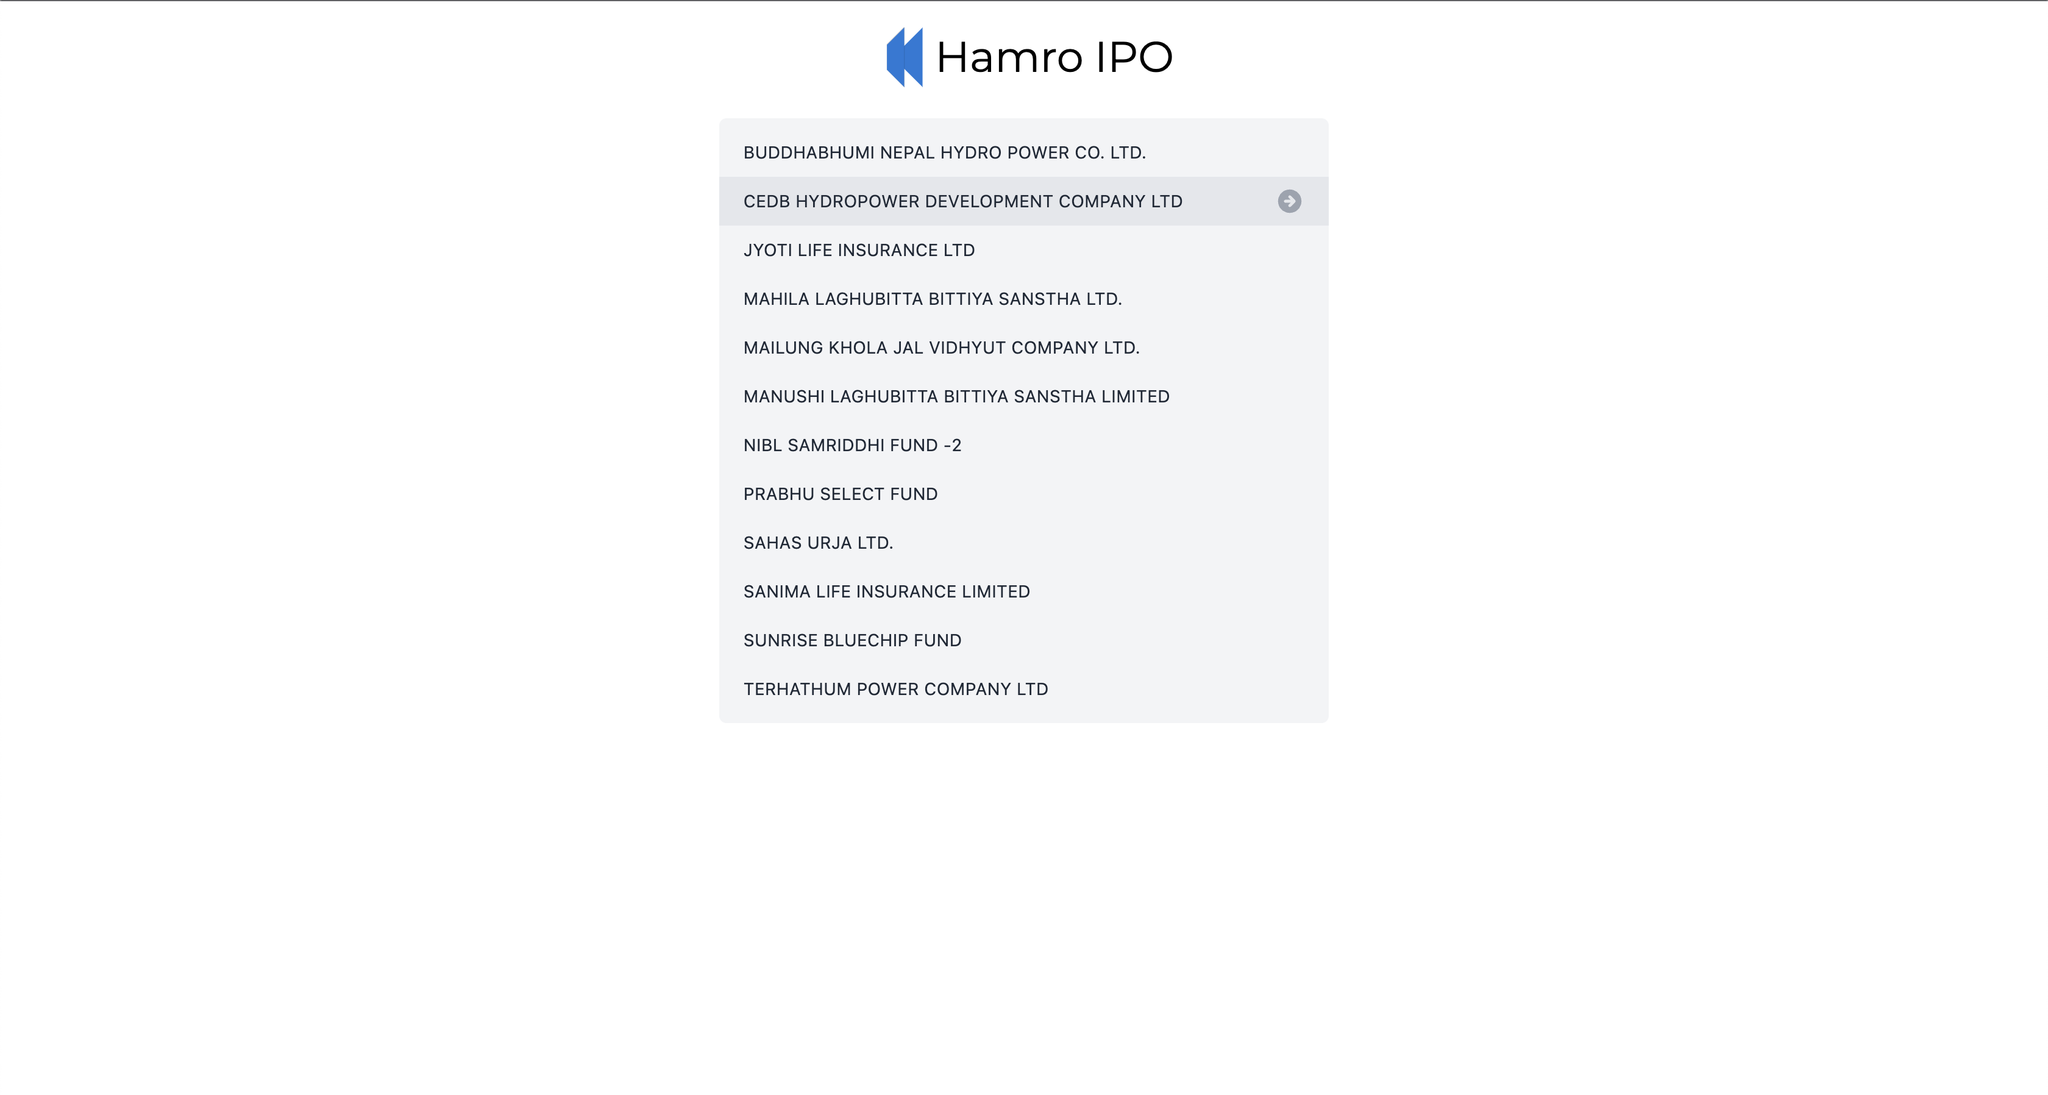 Hamro IPO
BUDDHABHUMI NEPAL HYDRO POWER CO. LTD.
CEDB HYDROPOWER DEVELOPMENT COMPANY LTD
JYOTI LIFE INSURANCE LTD
MAHILA LAGHUBITTA BITTIYA SANSTHA LTD.
MAILUNG KHOLA JAL VIDHYUT COMPANY LTD.
MANUSHI LAGHUBITTA BITTIYA SANSTHA LIMITED
NIBL SAMRIDDHI FUND -2
PRABHU SELECT FUND
SAHAS URJA LTD.
SANIMA LIFE INSURANCE LIMITED
SUNRISE BLUECHIP FUND
TERHATHUM POWER COMPANY LTD